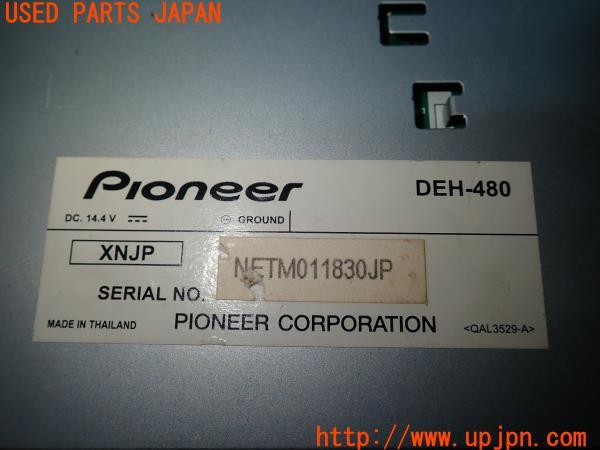 USED PARTS JAPAN
Pioneer
DEH-480
DC. 14.4 V
GROUND
XNJP
SERIAL NO.
NETM011830JP
MADE IN THAILAND
PIONEER CORPORATION
<QAL3529-A>
http://www.upjpn.com